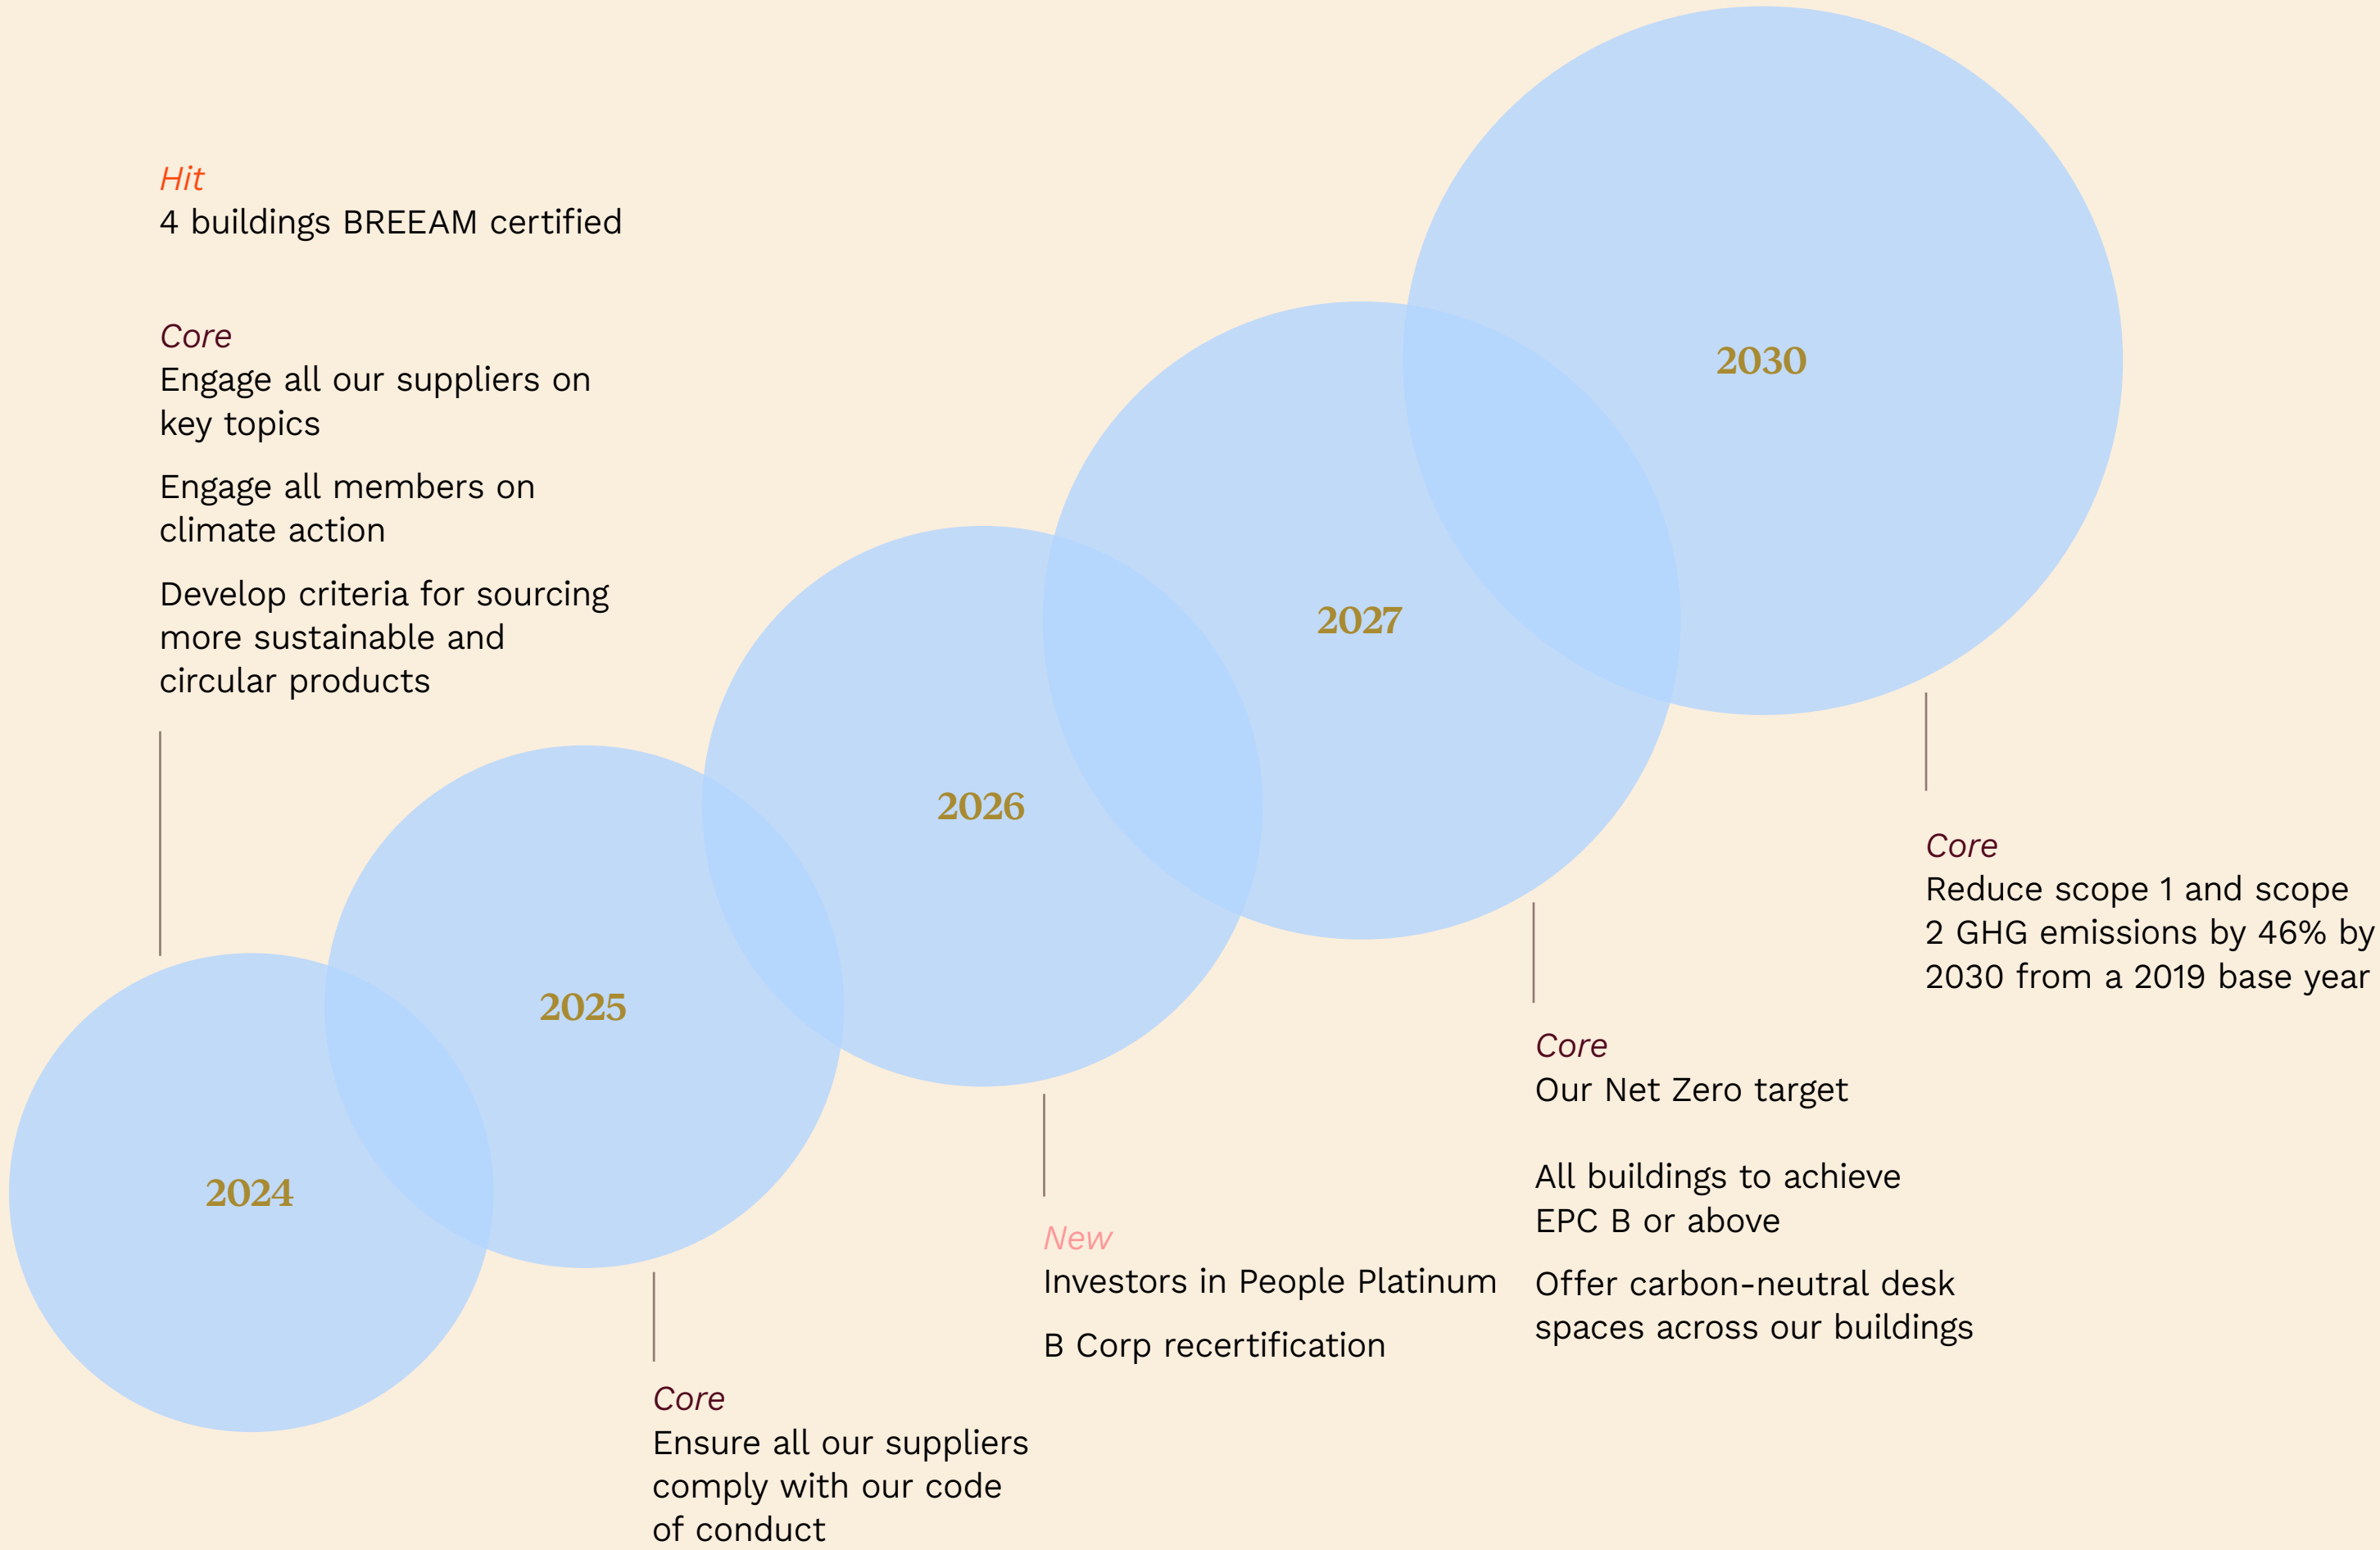 Hit
4 buildings BREEAM certified
Core
Engage all our suppliers on
key topics
Engage all members on
climate action
Develop criteria for sourcing
more sustainable and
circular products
2024
2025
Core
Ensure all our suppliers
comply with our code
of conduct
2026
New
Investors in People Platinum
B Corp recertification
2027
Core
Our Net Zero target
All buildings to achieve
EPC B or above
Offer carbon-neutral desk
spaces across our buildings
2030
Core
Reduce scope 1 and scope
2 GHG emissions by 46% by
2030 from a 2019 base year